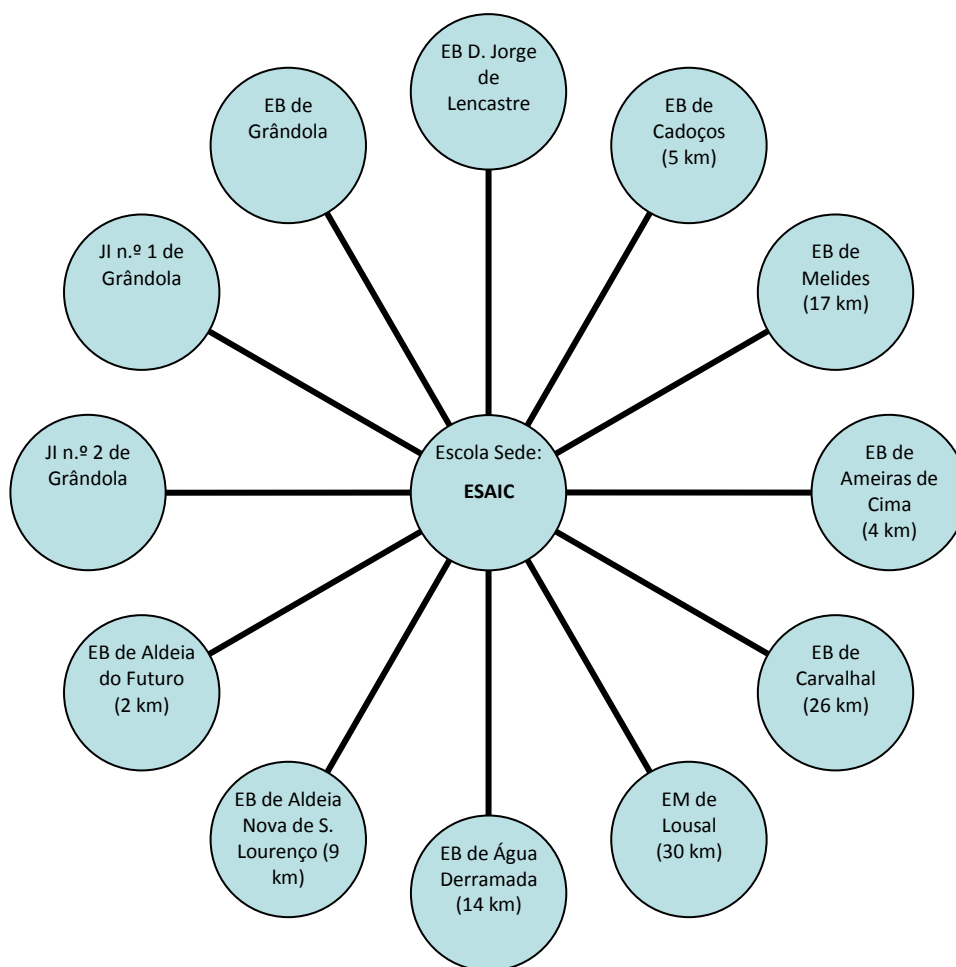 EB D. Jorge
de
Lencastre
EB de
Cadoços
(5 km)
EB de
Melides
(17 km)
EB de
Ameiras de
Cima
(4 km)
EB de
Carvalhal
(26 km)
EM de
Lousal
(30 km)
EB de Água
Derramada
(14 km)
EB de Aldeia
Nova de S.
Lourenço (9
km)
EB de Aldeia
do Futuro
(2 km)
JI n.º 2 de
Grândola
JI n.º 1 de
Grândola
EB de
Grândola
Escola Sede:
ESAIC